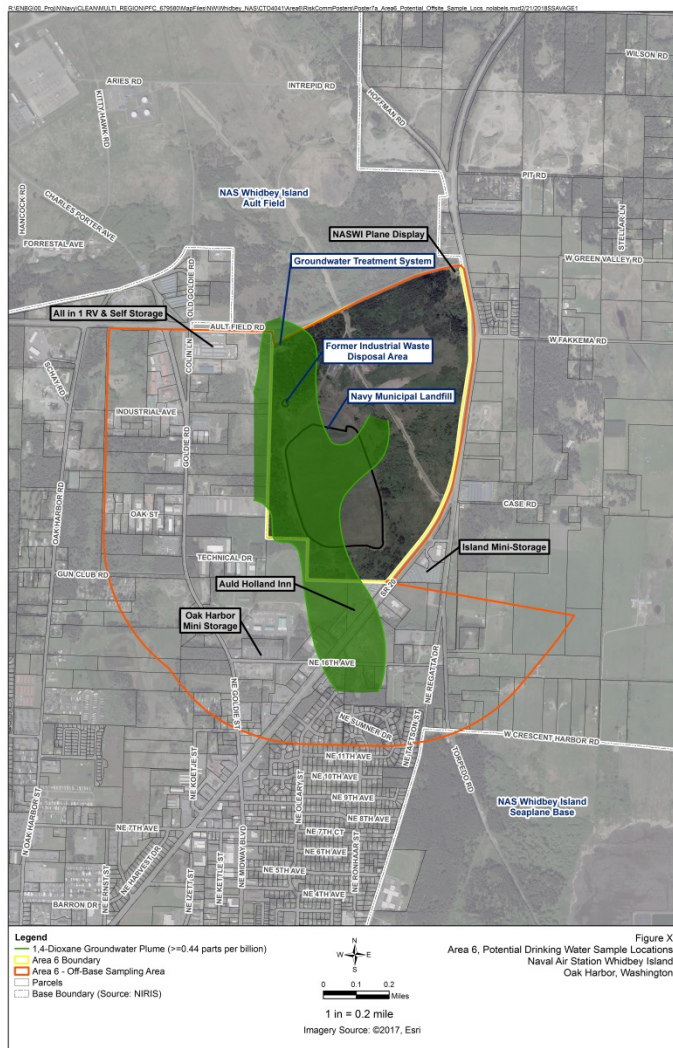 R:\ENBG\00_Proj\N\Navy\CLEAN\MULTI_REGION\PFC_679580\MapFiles\NW\Whidbey_NAS\CTO4041\Area6\RiskCommPosters\Poster7a_Area6_Potential_Offsite_Sample_Locs_nolabels.mxd
ARIES RD
KITTY HAWK RD
INTREPID RD
HOFFMAN RD
WILSON RD
PIT RD
HANCOCK RD
CHARLES PORTER AVE
FORRESTAL AVE
NAS Whidbey Island
Ault Field
NASWI Plane Display
STELLAIR LN
W GREEN VALLEY RD
OLD GOLDIE RD
Groundwater Treatment System
All in 1 RV & Self Storage
AULT FIELD RD
COLIN LN
W FAKKEMA RD
Former Industrial Waste
Disposal Area
SCHAY RD
Navy Municipal Landfill
INDUSTRIAL AVE
GOLDIE RD
OAK HARBOR RD
OAK ST
CASE RD
TECHNICAL DR
Island Mini-Storage
GUN CLUB RD
Auld Holland Inn
SR-20
Oak Harbor
Mini Storage
NE 16TH AVE
NE REGATTA DR
NE GOLDIE ST
NE SUMNER DR
NE TAFTSON ST
W CRESCENT HARBOR RD
NE 11TH AVE
TORPEDO RD
NE KOETJE ST
NE OLEARY ST
NE 10TH AVE
NE 9TH AVE
NE 8TH AVE
NAS Whidbey Island
Seaplane Base
N OAK HARBOR ST
NE 7TH AVE
NE HARVEST DR
NE MIDWAY BLVD
NE 7TH CT
NE 6TH AVE
NE RONHAAR ST
NE 5TH AVE
NE ERNST ST
NE IZETT ST
NE KETTLE ST
NE 4TH AVE
BARRON DR
Legend
1,4-Dioxane Groundwater Plume (>=0.44 parts per billion)
Area 6 Boundary
Area 6 - Off-Base Sampling Area
Parcels
Base Boundary (Source: NIRIS)
N
W E
S
0 0.1 0.2
Miles
1 in = 0.2 mile
Imagery Source: ©2017, Esri
Figure X
Area 6, Potential Drinking Water Sample Locations
Naval Air Station Whidbey Island
Oak Harbor, Washington